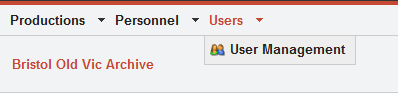 Productions Personnel Users
User Management
Bristol Old Vic Archive